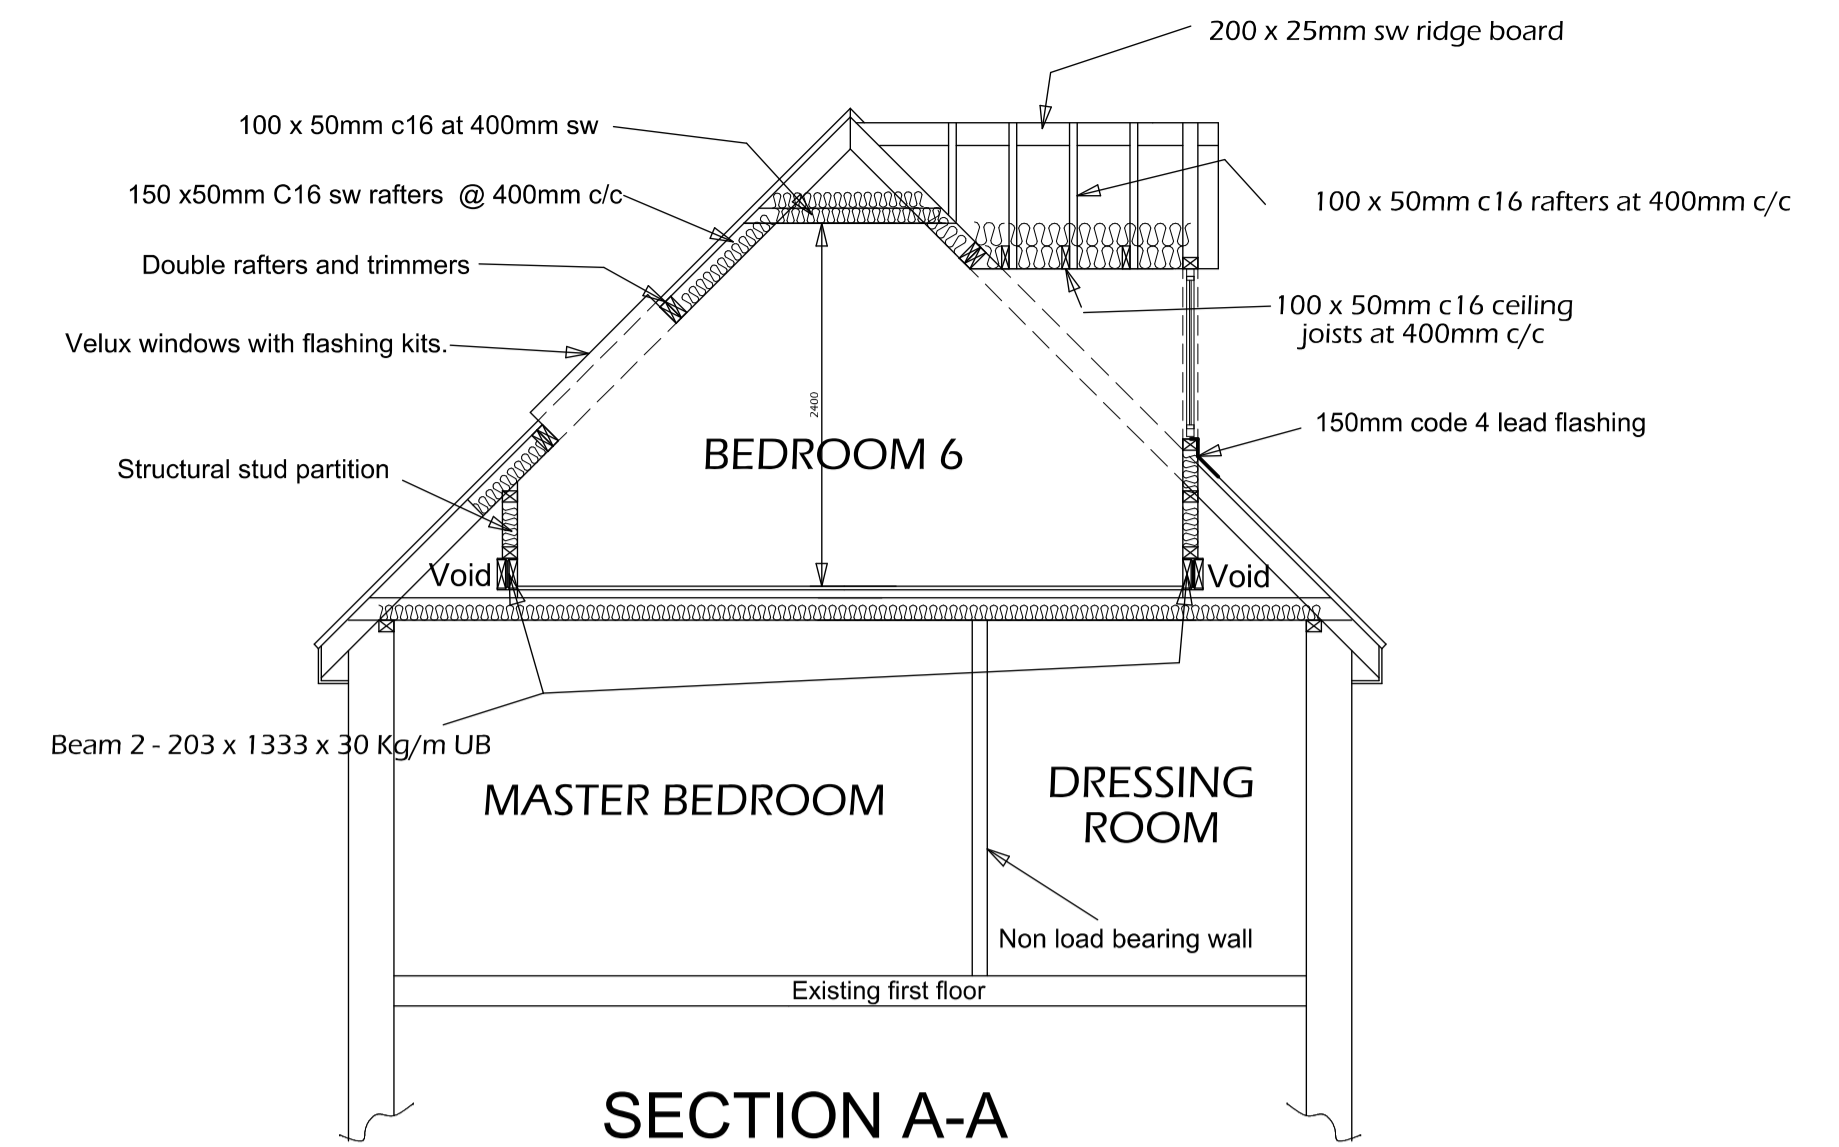 200 x 25mm sw ridge board
100 x 50mm c16 at 400mm sw
150 x50mm C16 sw rafters @ 400mm c/c
100 x 50mm c16 rafters at 400mm c/c
Double rafters and trimmers
100 x 50mm c16 ceiling
joists at 400mm c/c
Velux windows with flashing kits.
2400
150mm code 4 lead flashing
BEDROOM 6
Structural stud partition
Void
Void
Beam 2 - 203 x 1333 x 30 Kg/m UB
MASTER BEDROOM
DRESSING
ROOM
Non load bearing wall
Existing first floor
SECTION A-A